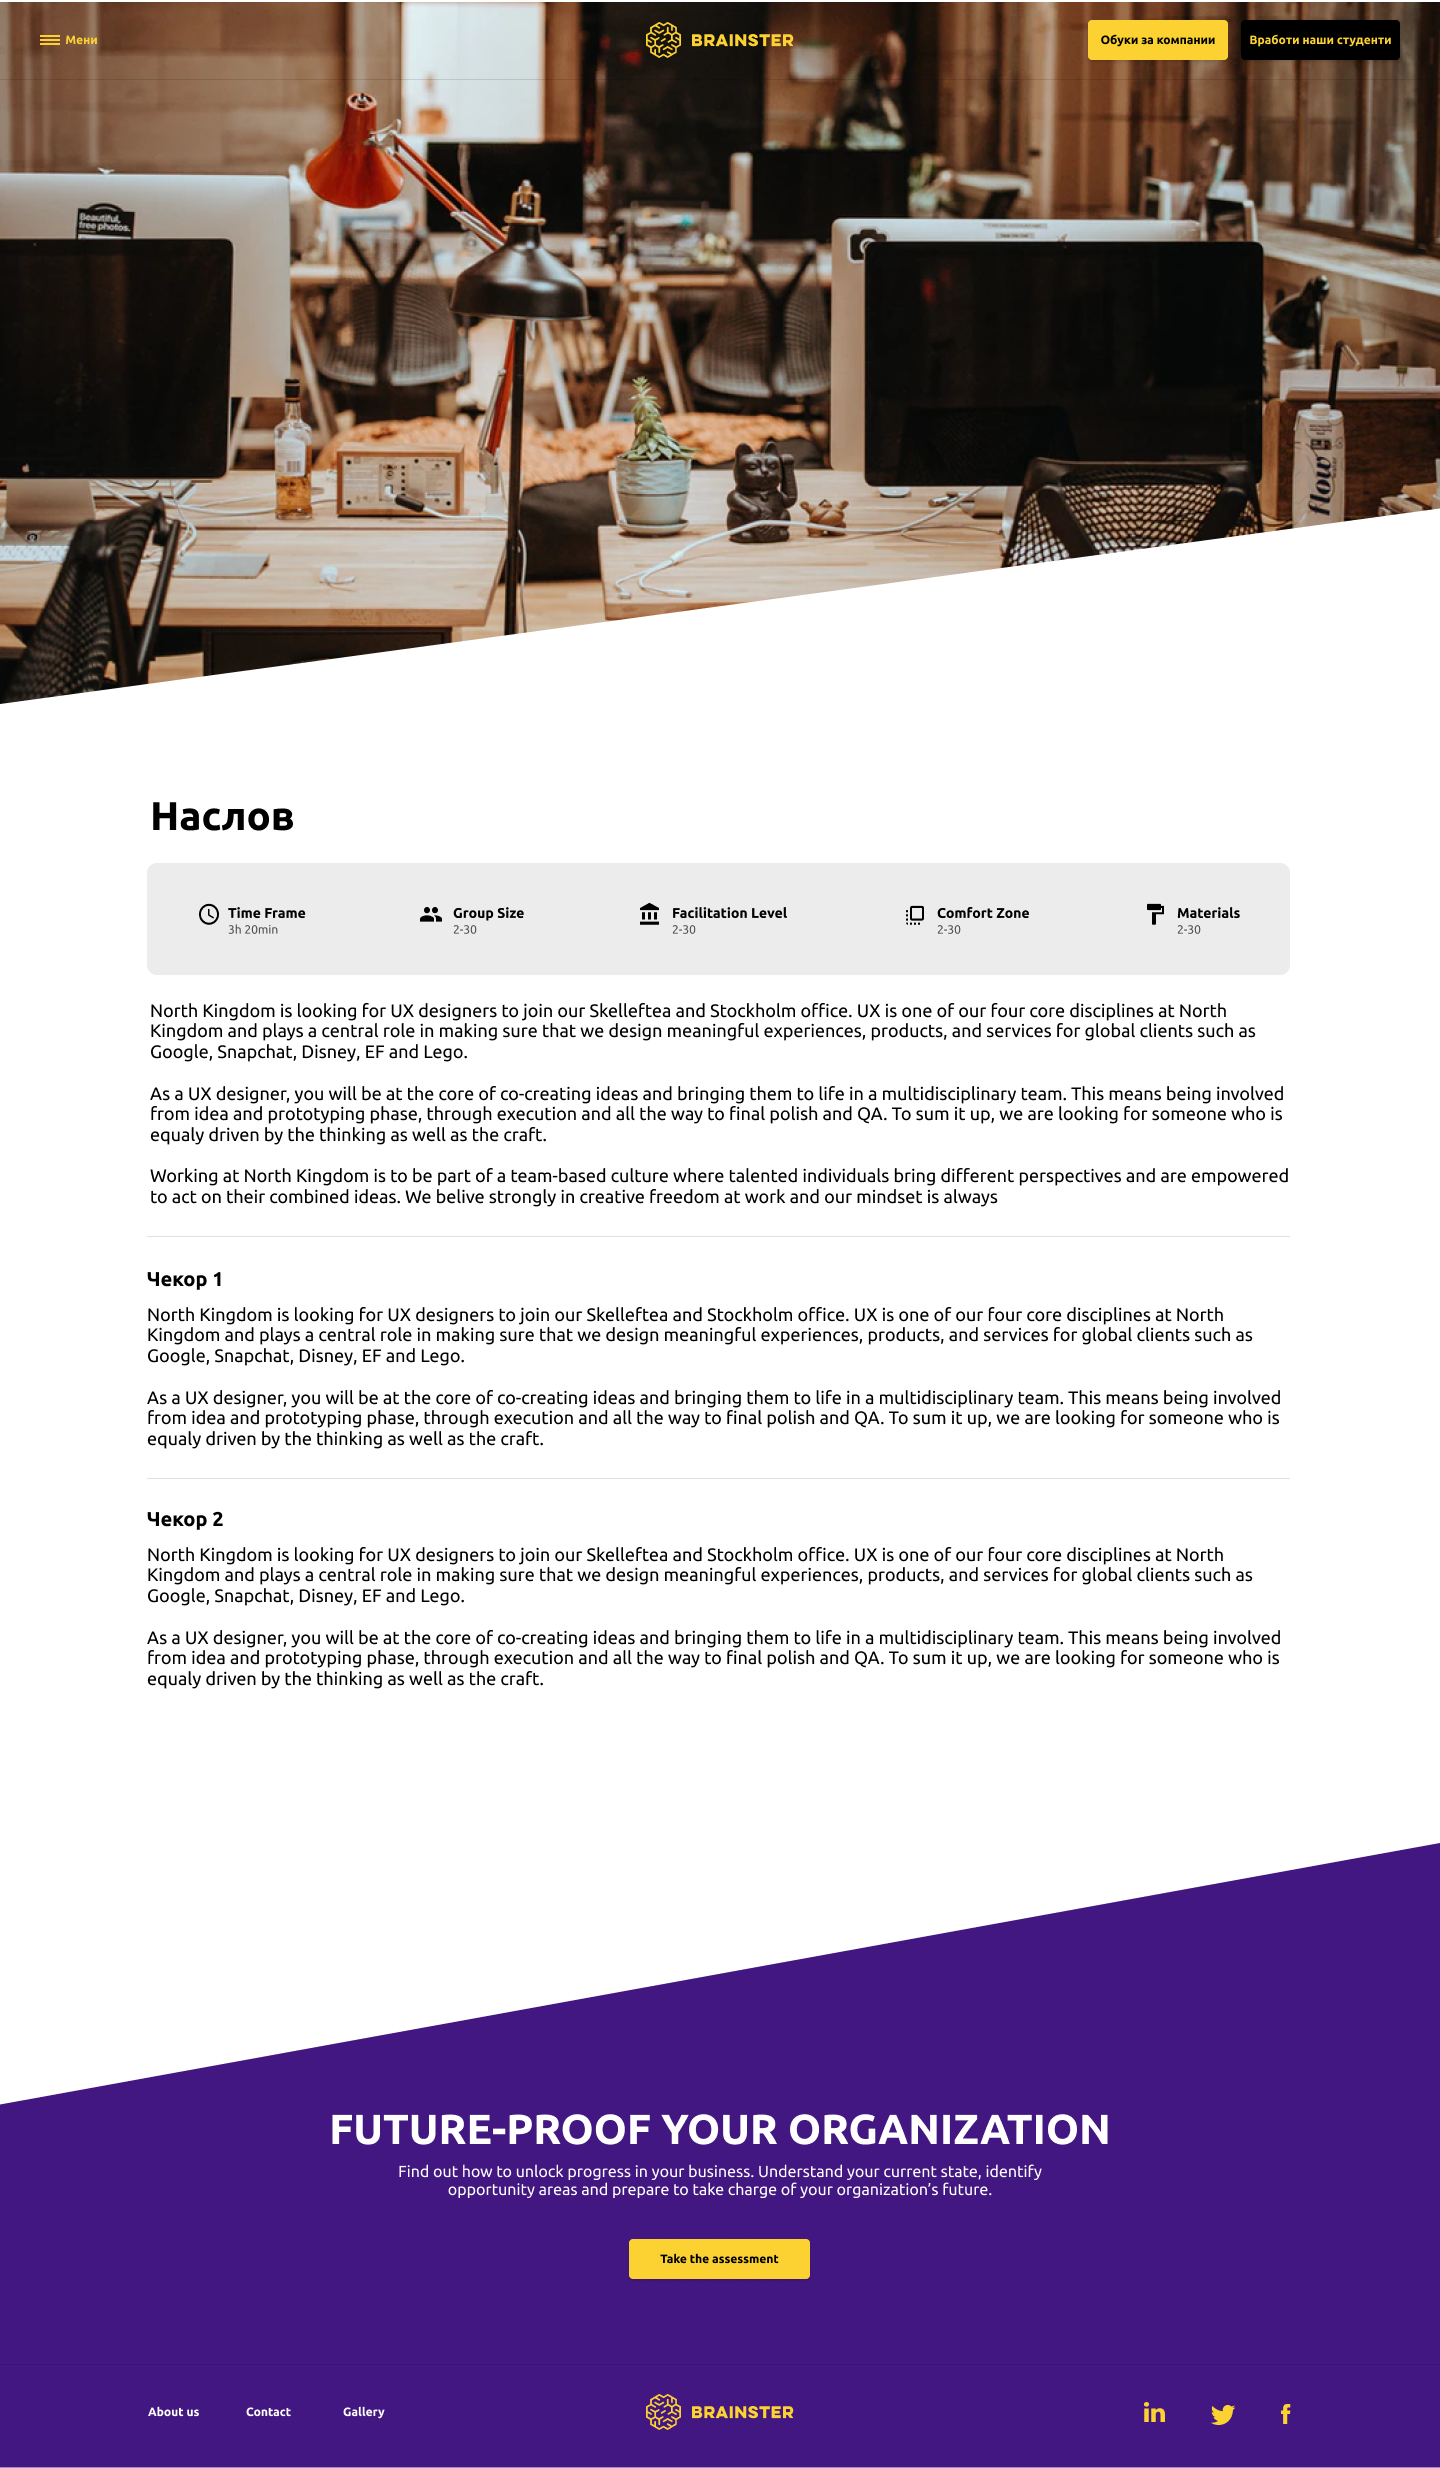 Мени
BRAINSTER
Обуки за компании
Вработи наши студенти
Beautiful,
free photos.
flow
Наслов
Time Frame
3h 20min
Group Size
2-30
Facilitation Level
2-30
Comfort Zone
2-30
Materials
2-30
North Kingdom is looking for UX designers to join our Skelleftea and Stockholm office. UX is one of our four core disciplines at North
Kingdom and plays a central role in making sure that we design meaningful experiences, products, and services for global clients such as
Google, Snapchat, Disney, EF and Lego.
As a UX designer, you will be at the core of co-creating ideas and bringing them to life in a multidisciplinary team. This means being involved
from idea and prototyping phase, through execution and all the way to final polish and QA. To sum it up, we are looking for someone who is
equaly driven by the thinking as well as the craft.
Working at North Kingdom is to be part of a team-based culture where talented individuals bring different perspectives and are empowered
to act on their combined ideas. We belive strongly in creative freedom at work and our mindset is always
Чекор 1
North Kingdom is looking for UX designers to join our Skelleftea and Stockholm office. UX is one of our four core disciplines at North
Kingdom and plays a central role in making sure that we design meaningful experiences, products, and services for global clients such as
Google, Snapchat, Disney, EF and Lego.
As a UX designer, you will be at the core of co-creating ideas and bringing them to life in a multidisciplinary team. This means being involved
from idea and prototyping phase, through execution and all the way to final polish and QA. To sum it up, we are looking for someone who is
equaly driven by the thinking as well as the craft.
Чекор 2
North Kingdom is looking for UX designers to join our Skelleftea and Stockholm office. UX is one of our four core disciplines at North
Kingdom and plays a central role in making sure that we design meaningful experiences, products, and services for global clients such as
Google, Snapchat, Disney, EF and Lego.
As a UX designer, you will be at the core of co-creating ideas and bringing them to life in a multidisciplinary team. This means being involved
from idea and prototyping phase, through execution and all the way to final polish and QA. To sum it up, we are looking for someone who is
equaly driven by the thinking as well as the craft.
FUTURE-PROOF YOUR ORGANIZATION
Find out how to unlock progress in your business. Understand your current state, identify
opportunity areas and prepare to take charge of your organization’s future.
Take the assessment
About us
Contact
Gallery
BRAINSTER
in
f